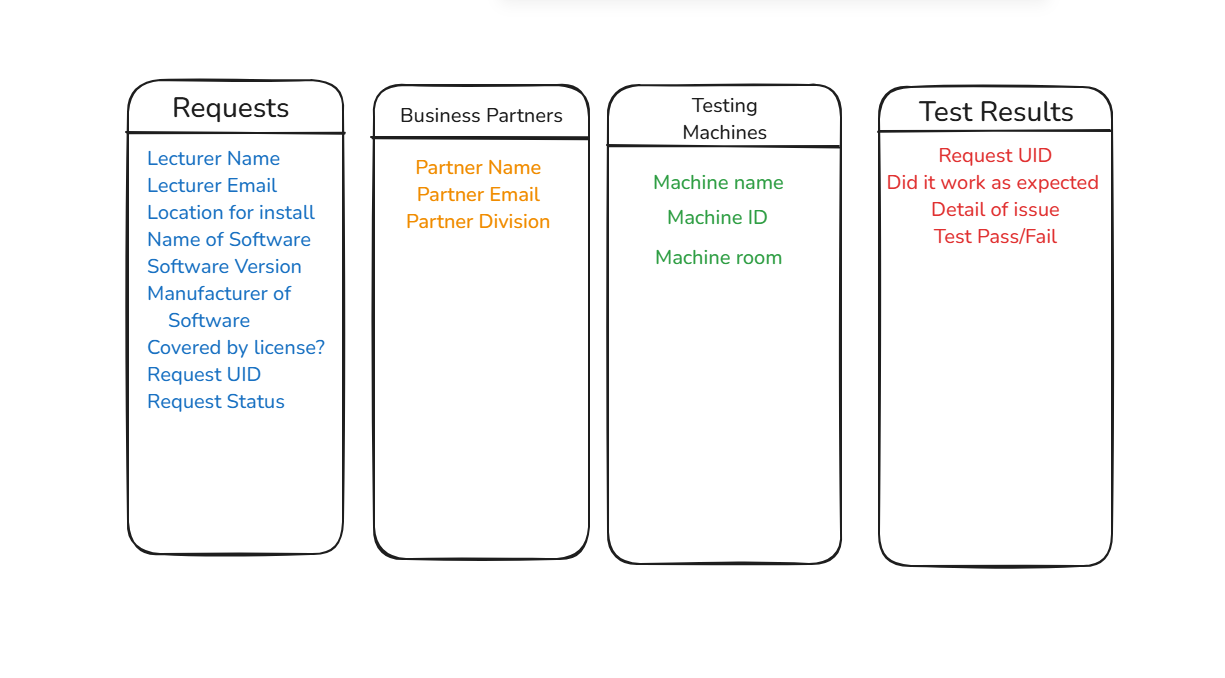 Requests
Lecturer Name
Lecturer Email
Location for install
Name of Software
Software Version
Manufacturer of
Software
Covered by license?
Request UID
Request Status
Business Partners
Partner Name
Partner Email
Partner Division
Testing
Machines
Machine name
Machine ID
Machine room
Test Results
Request UID
Did it work as expected
Detail of issue
Test Pass/Fail